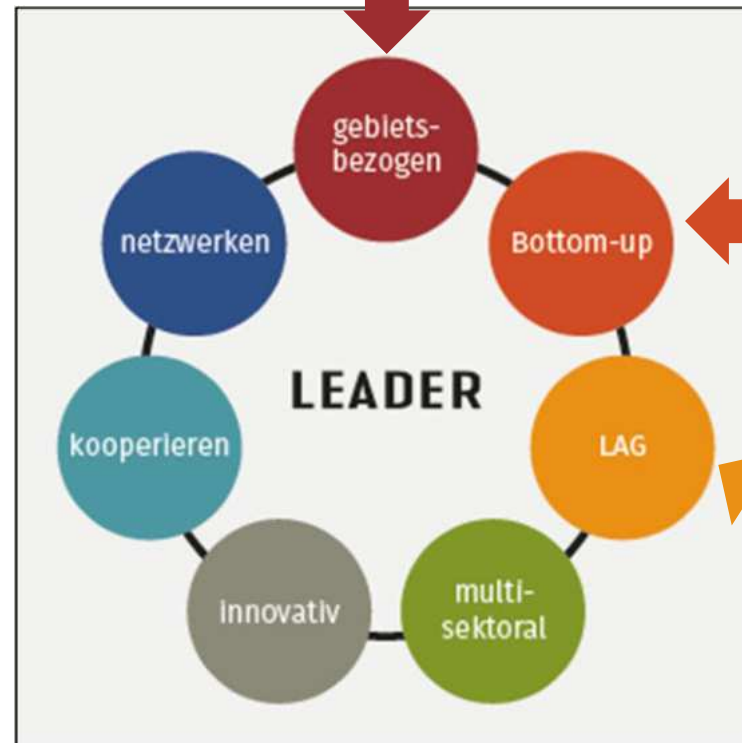 gebiets-
bezogen
netzwerken
Bottom-up
LEADER
kooperieren
LAG
innovativ
multi-
sektoral